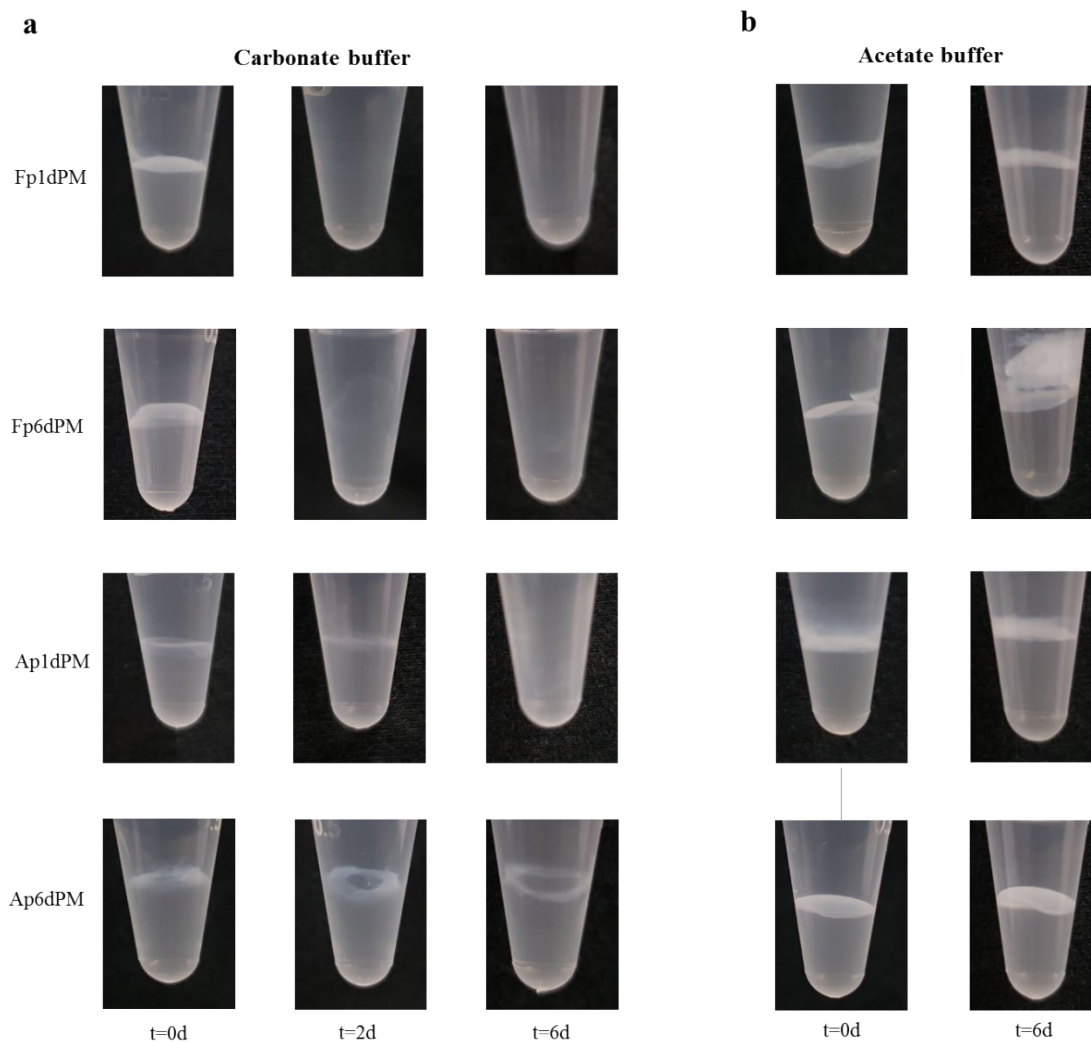 a
b
Carbonate buffer
Acetate buffer
Fp1dPM
Fp6dPM
Ap1dPM
Ap6dPM
t=0d
t=2d
t=6d
t=0d
t=6d